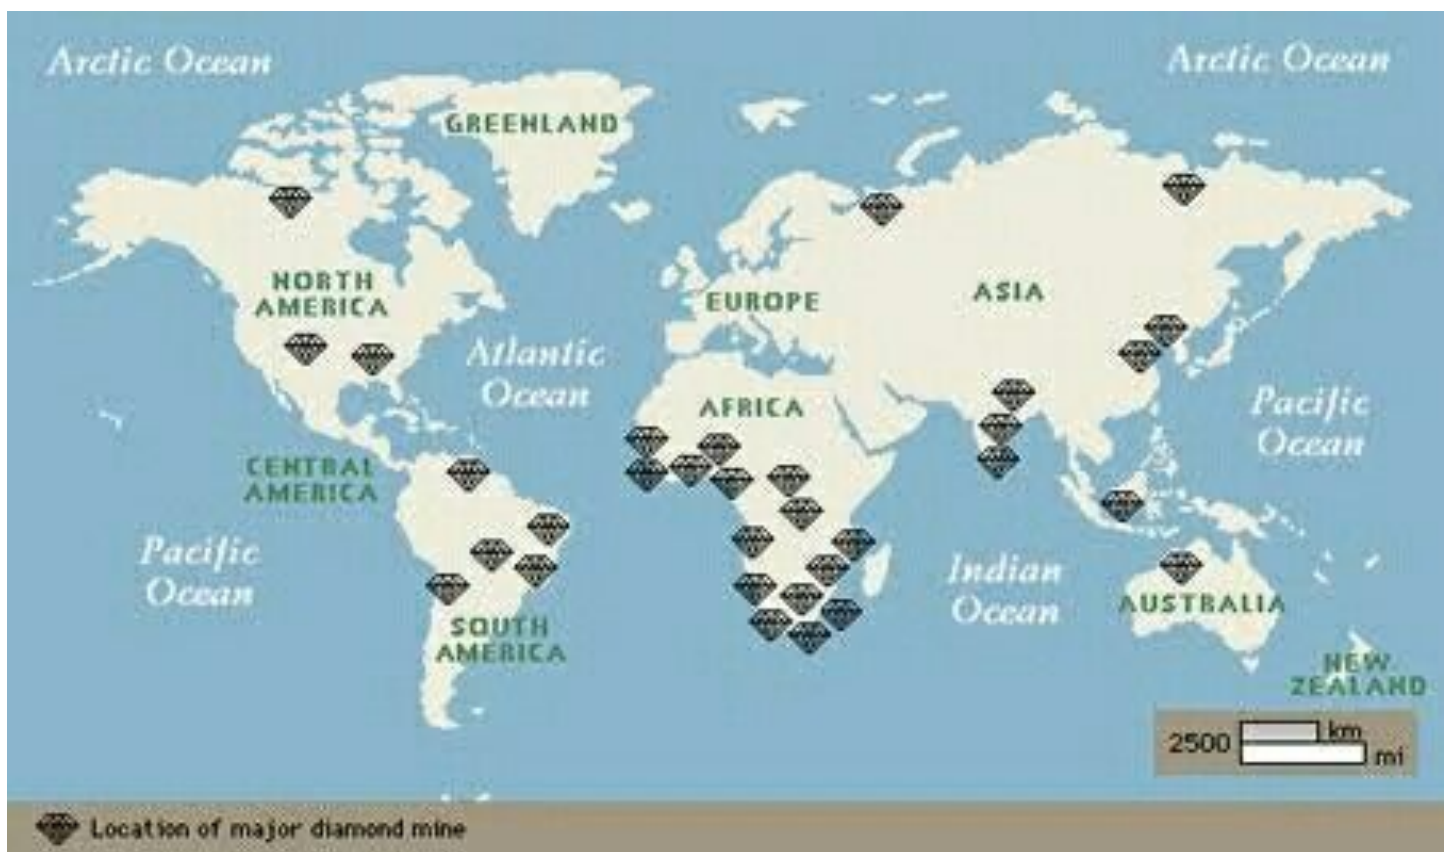 Arctic Ocean
Arctic Ocean
GREENLAND
NORTH
AMERICA
EUROPE
ASIA
Atlantic
Ocean
AFRICA
Pacific
Ocean
CENTRAL
AMERICA
Pacific
Ocean
Indian
Ocean
AUSTRALIA
SOUTH
AMERICA
NEW
ZEALAND
2500 km
mi
Location of major diamond mine